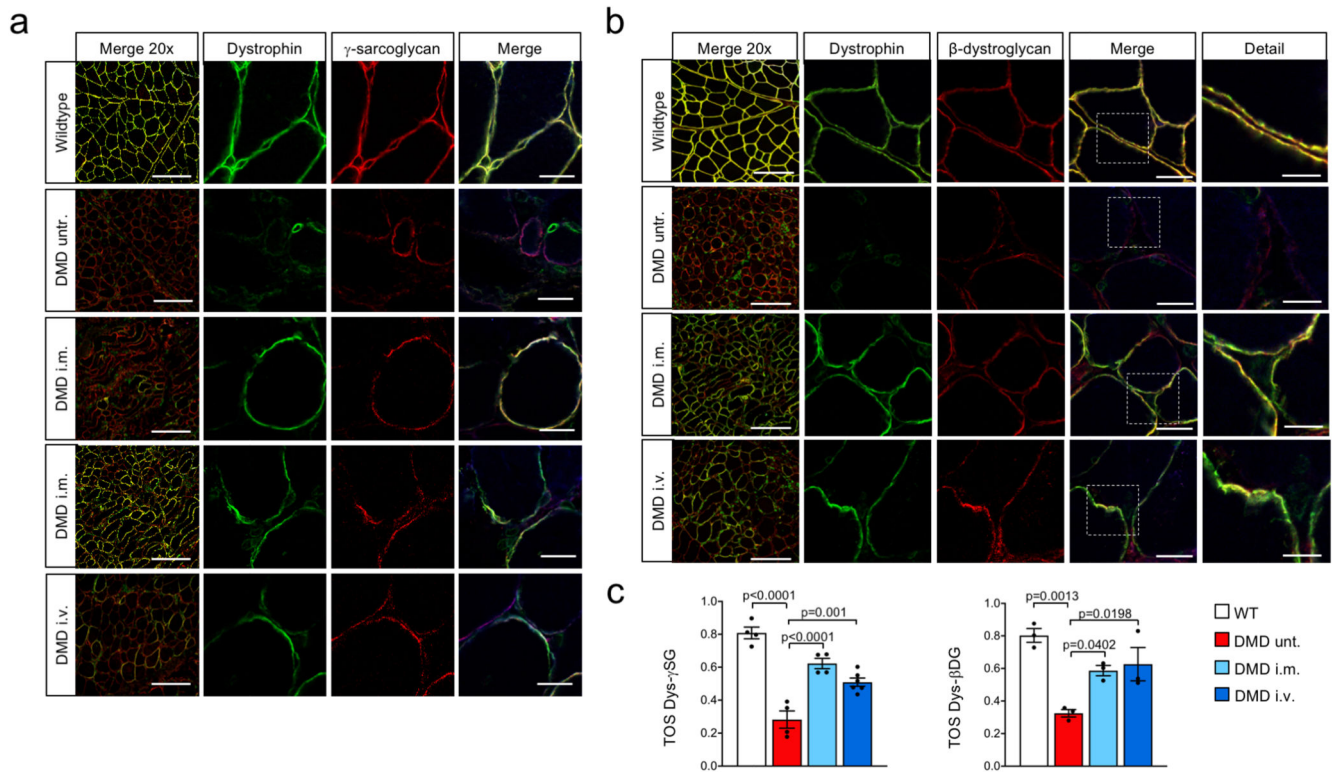 a
Merge 20x Dystrophin γ-sarcoglycan Merge
Wildtype
DMD untr.
DMD i.m.
DMD i.m.
DMD i.v.
b
Merge 20x Dystrophin β-dystroglycan Merge Detail
Wildtype
DMD untr.
DMD i.m.
DMD i.v.
c
TOS Dys-γSG
1.0
0.8
0.6
0.4
0.2
0.0
p<0.0001
p=0.001
p<0.0001
TOS Dys-βDG
1.0
0.8
0.6
0.4
0.2
0.0
p=0.0013
p=0.0198
p=0.0402
WT
DMD unt.
DMD i.m.
DMD i.v.